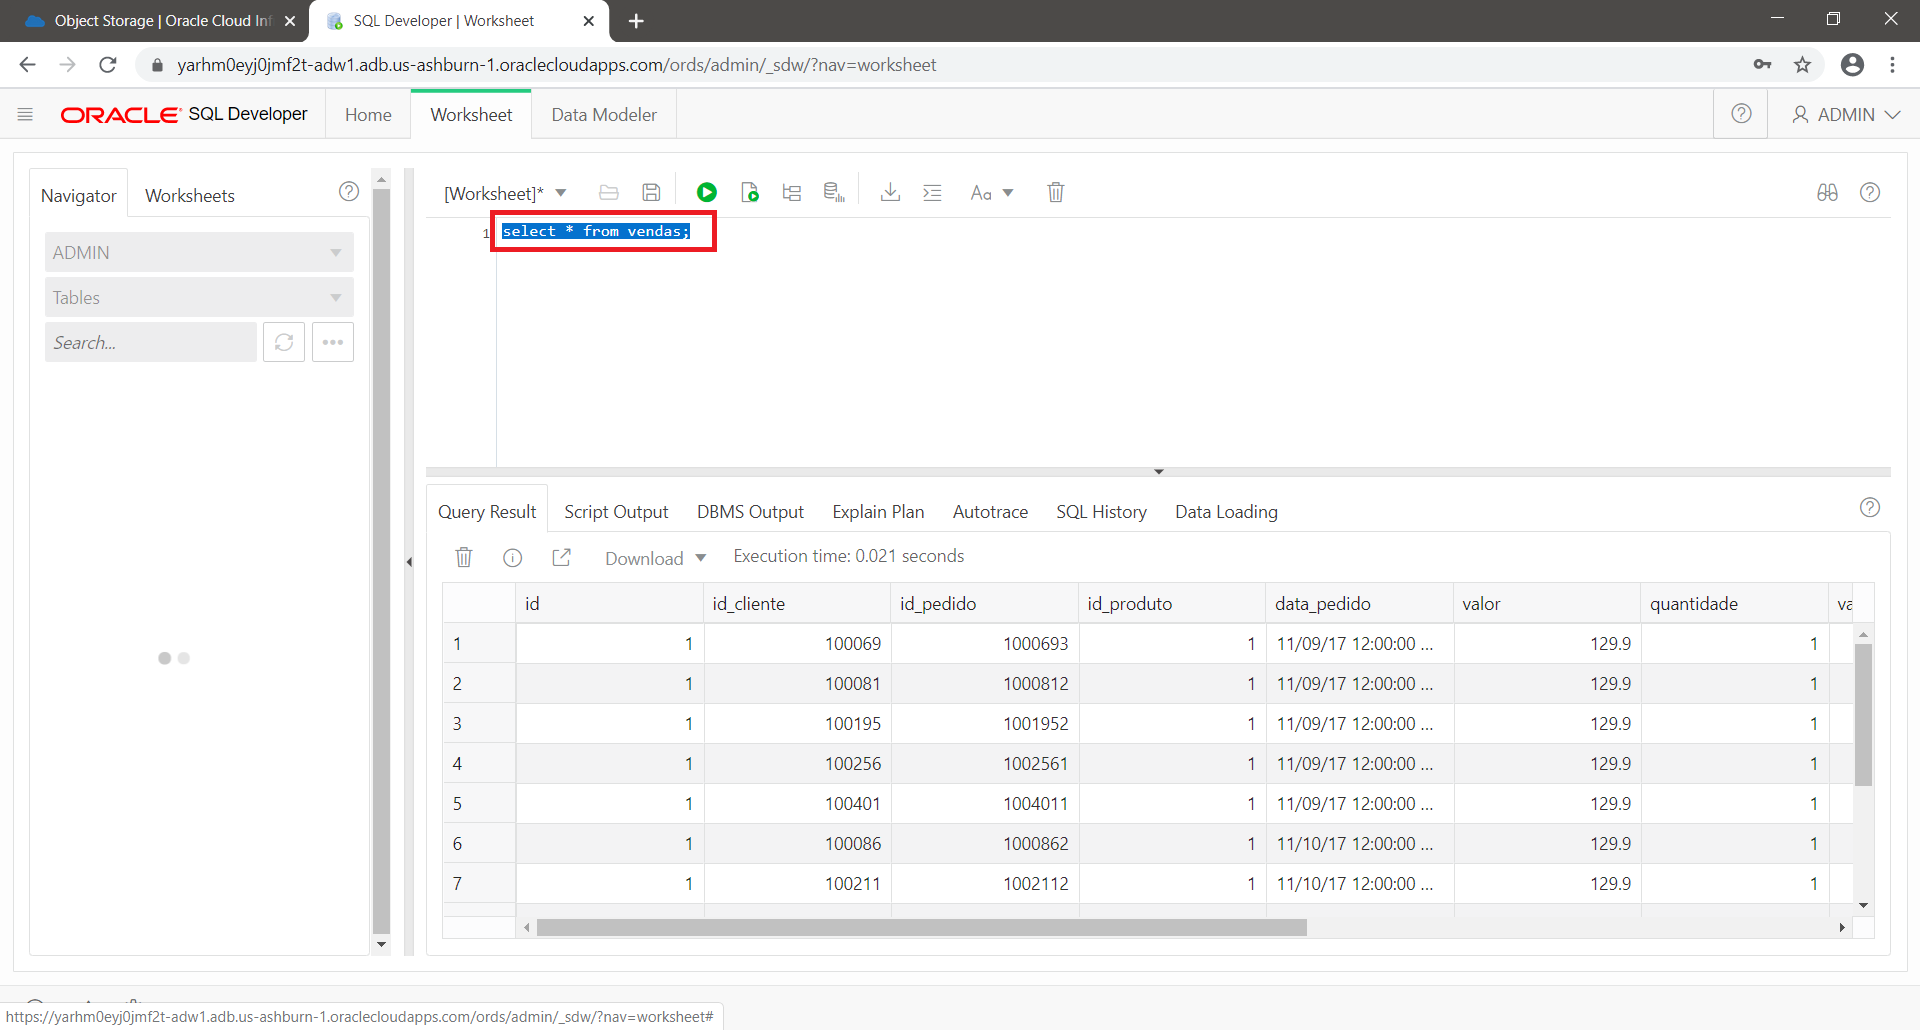 Object Storage | Oracle Cloud Inf
SQL Developer | Worksheet
yarhm0eyj0jmf2t-adw1.adb.us-ashburn-1.oraclecloudapps.com/ords/admin/_sdw/?nav=worksheet
ORACLE SQL Developer
Home
Worksheet
Data Modeler
ADMIN
Navigator
Worksheets
ADMIN
Tables
Search...
[Worksheet]*
Aa
1 select * from vendas;
Query Result
Script Output
DBMS Output
Explain Plan
Autotrace
SQL History
Data Loading
Download
Execution time: 0.021 seconds
id id_cliente id_pedido id_produto data_pedido valor quantidade va
1 1 100069 1000693 1 11/09/17 12:00:00 ... 129.9 1
2 1 100081 1000812 1 11/09/17 12:00:00 ... 129.9 1
3 1 100195 1001952 1 11/09/17 12:00:00 ... 129.9 1
4 1 100256 1002561 1 11/09/17 12:00:00 ... 129.9 1
5 1 100401 1004011 1 11/09/17 12:00:00 ... 129.9 1
6 1 100086 1000862 1 11/10/17 12:00:00 ... 129.9 1
7 1 100211 1002112 1 11/10/17 12:00:00 ... 129.9 1
https://yarhm0eyj0jmf2t-adw1.adb.us-ashburn-1.oraclecloudapps.com/ords/admin/_sdw/?nav=worksheet#